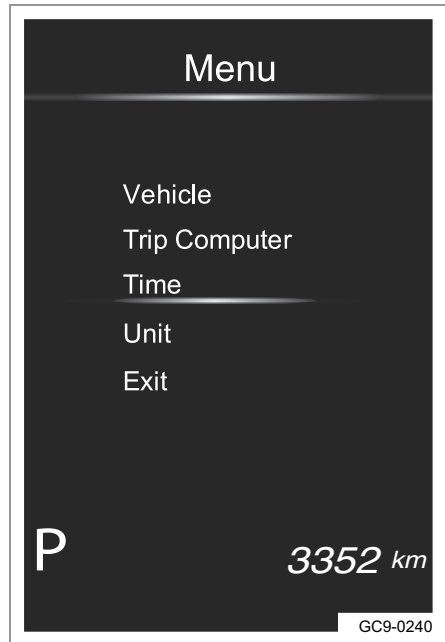 Menu
Vehicle
Trip Computer
Time
Unit
Exit
P
3352 km
GC9-0240